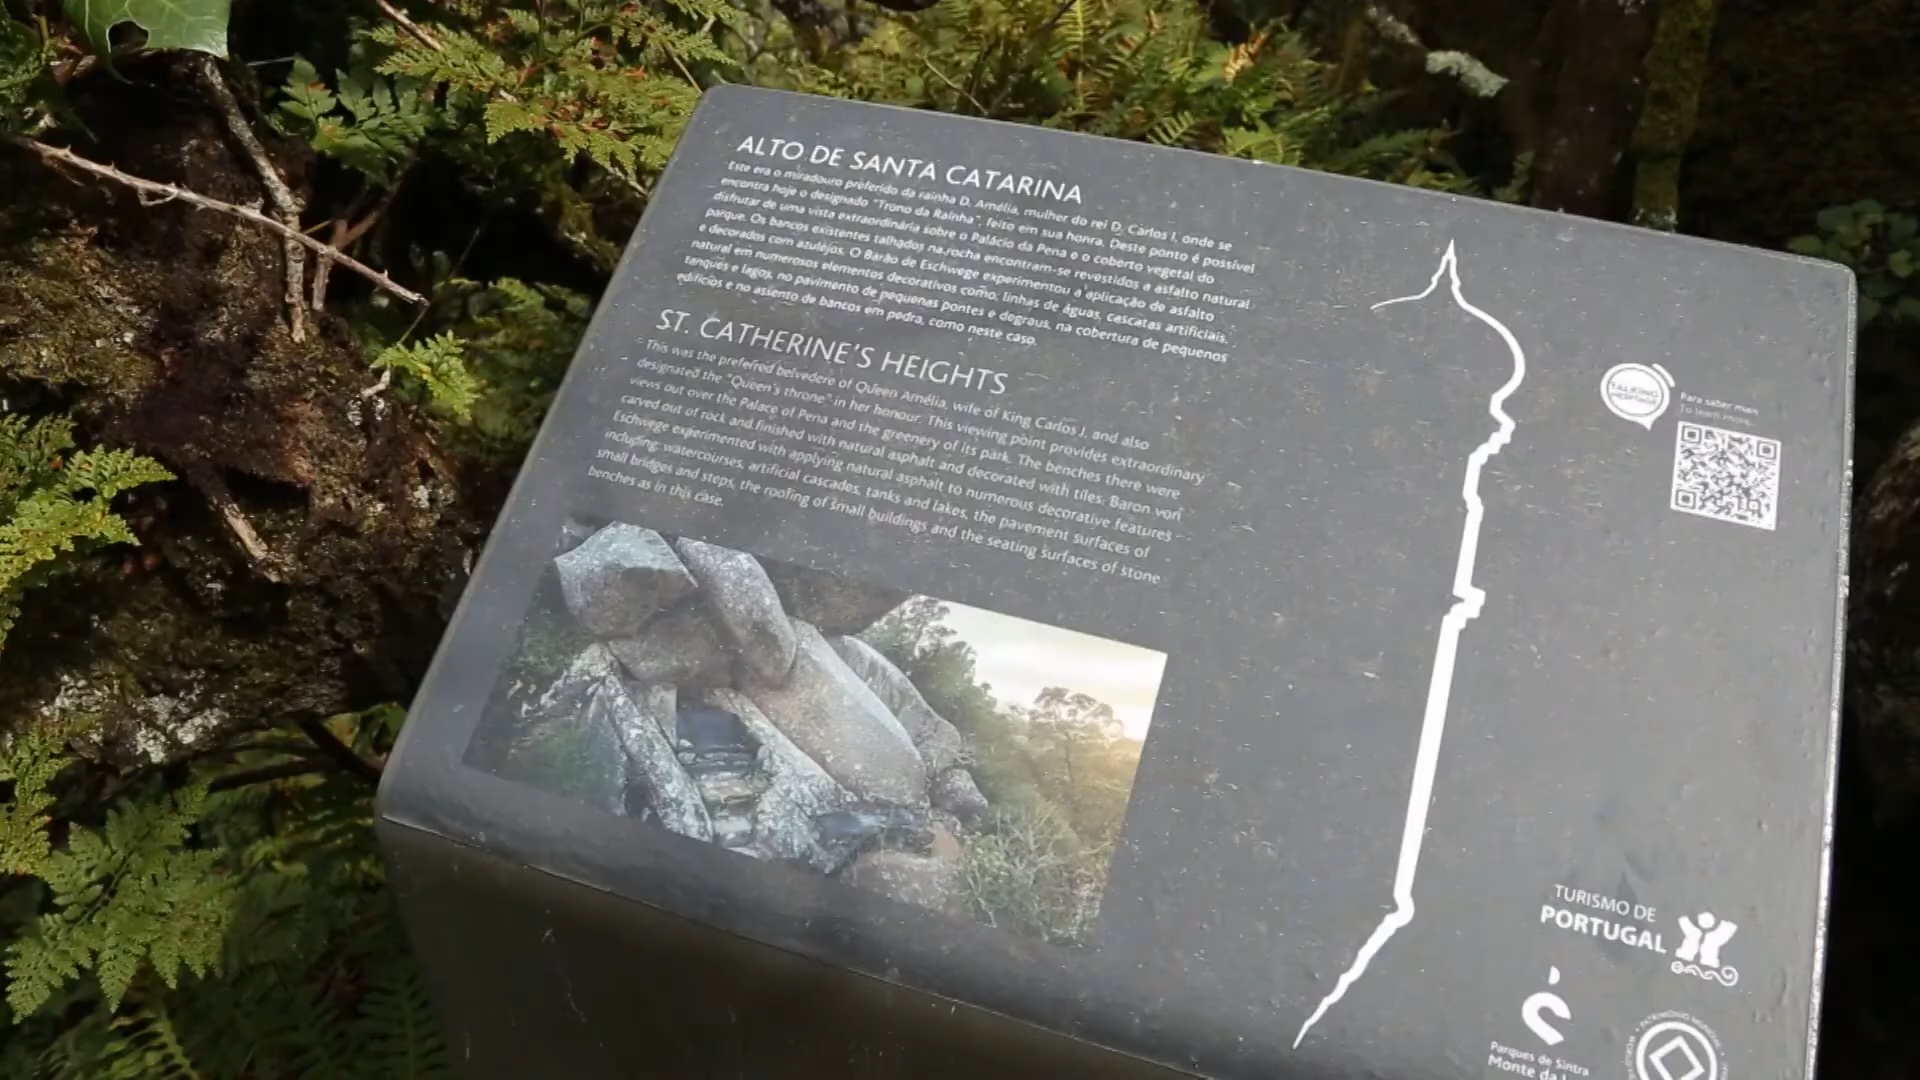 ALTO DE SANTA CATARINA
Este era o miradouro preferido da rainha D. Amélia, mulher do rei D. Carlos I, onde se
encontra hoje o designado "Trono da Rainha", feito em sua honra. Deste ponto é possível
disfrutar de uma vista extraordinária sobre o Palácio da Pena e o coberto vegetal do
parque. Os bancos existentes talhados na rocha encontram-se revestidos a asfalto natural
e decorados com azulejos. O Barão de Eschwege experimentou a aplicação de asfalto
natural em numerosos elementos decorativos como: linhas de águas, cascatas artificiais,
tanques e lagos, no pavimento de pequenas pontes e degraus, na cobertura de pequenos
edifícios e no assento de bancos em pedra, como neste caso.
ST. CATHERINE'S HEIGHTS
This was the preferred belvedere of Queen Amélia, wife of King Carlos I, and also
designated the "Queen's throne" in her honour. This viewing point provides extraordinary
views out over the Palace of Pena and the greenery of its park. The benches there were
carved out of rock and finished with natural asphalt and decorated with tiles. Baron von
Eschwege experimented with applying natural asphalt to numerous decorative features
including: watercourses, artificial cascades, tanks and lakes, the pavement surfaces of
small bridges and steps, the roofing of small buildings and the seating surfaces of stone
benches as in this case.
TALKING
HERITAGE
Para saber mais
To learn more
TURISMO DE
PORTUGAL
Parques de Sintra
Monte da
PATRIMONIO MUNDIAL